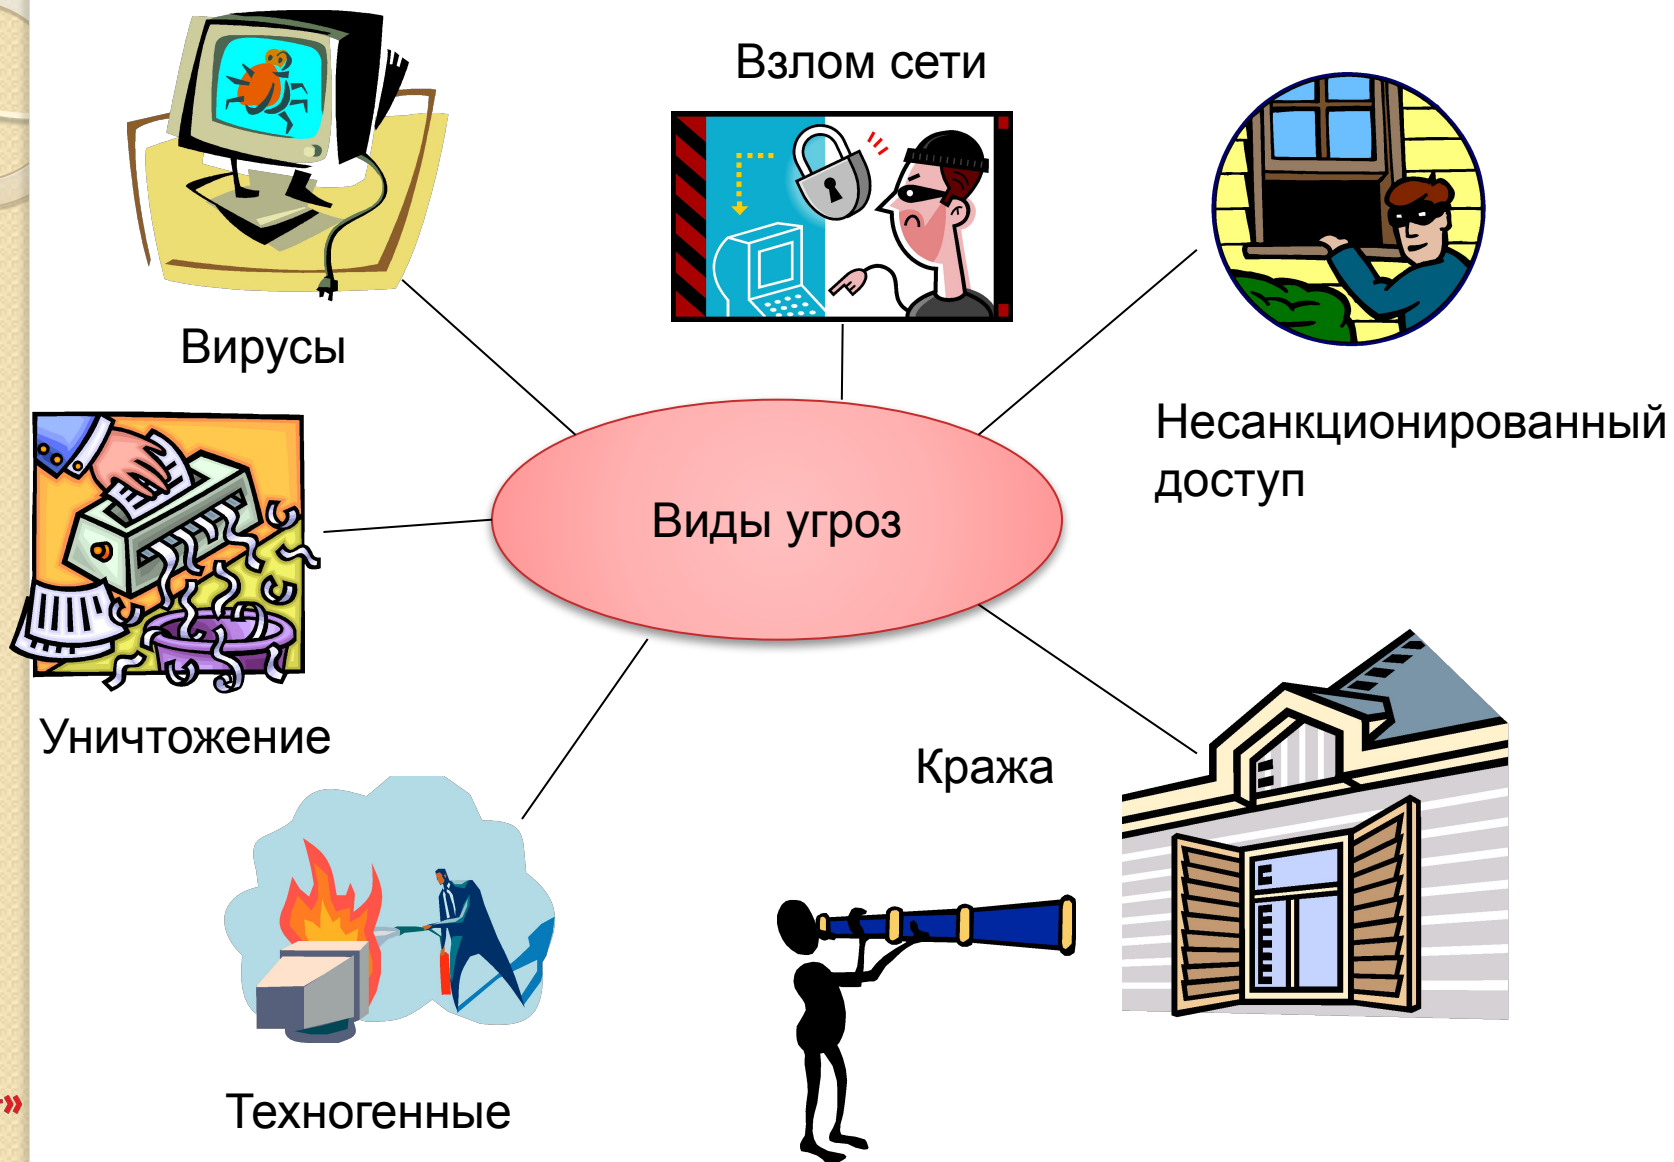 Взлом сети
Вирусы
Несанкционированный
доступ
Виды угроз
Уничтожение
Кража
Техногенные
»